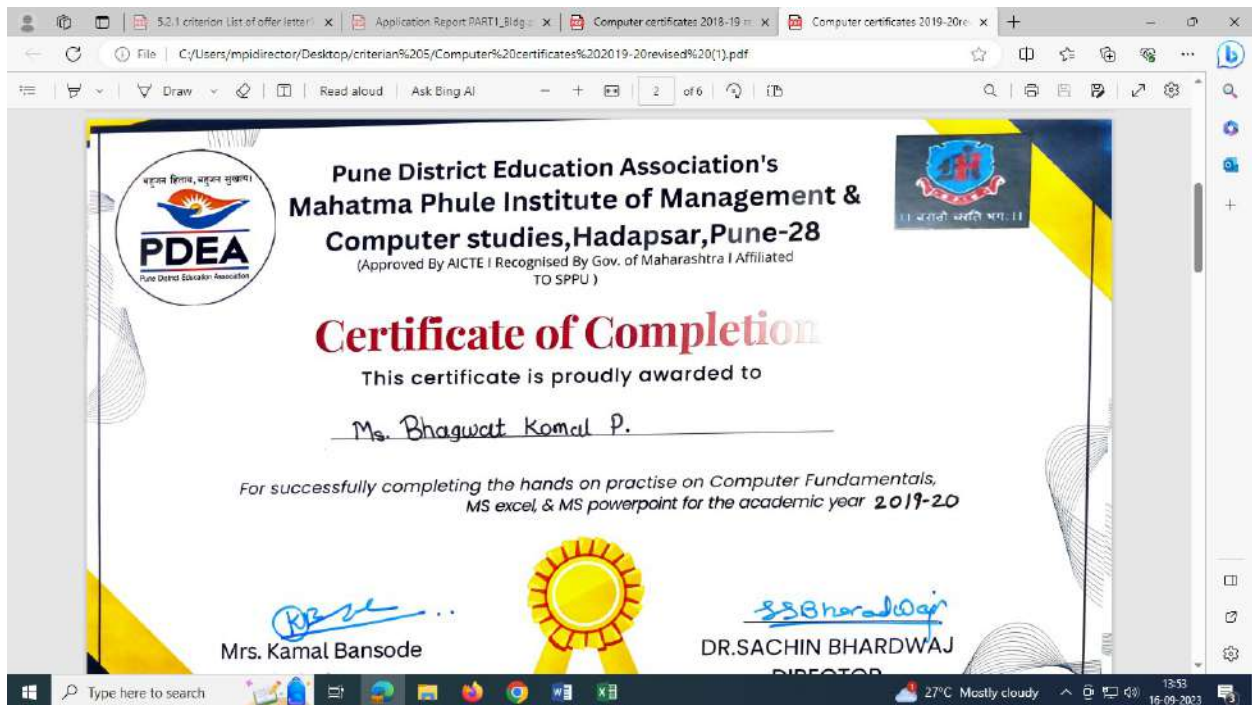 5.2.1 criterion List of offer letter
Application Report PART1_Bldg
Computer certificates 2018-19 r
Computer certificates 2019-20re
File
C:/Users/mpidirector/Desktop/criterian%205/Computer%20certificates%202019-20revised%20(1).pdf
Draw
Read aloud
Ask Bing AI
2
of 6
बहुजन हिताय, बहुजन सुखाय।
PDEA
Pune District Education Association
Pune District Education Association's
Mahatma Phule Institute of Management &
Computer studies,Hadapsar,Pune-28
(Approved By AICTE I Recognised By Gov. of Maharashtra I Affiliated
TO SPPU )
।। चराती चरतो भगः ।।
Certificate of Completion
This certificate is proudly awarded to
Ms. Bhagwat Komal P.
For successfully completing the hands on practise on Computer Fundamentals,
MS excel, & MS powerpoint for the academic year 2019-20
SSBharadwaj
Mrs. Kamal Bansode
DR.SACHIN BHARDWAJ
DIRECTOR
Type here to search
27°C Mostly cloudy
13:53
16-09-2023